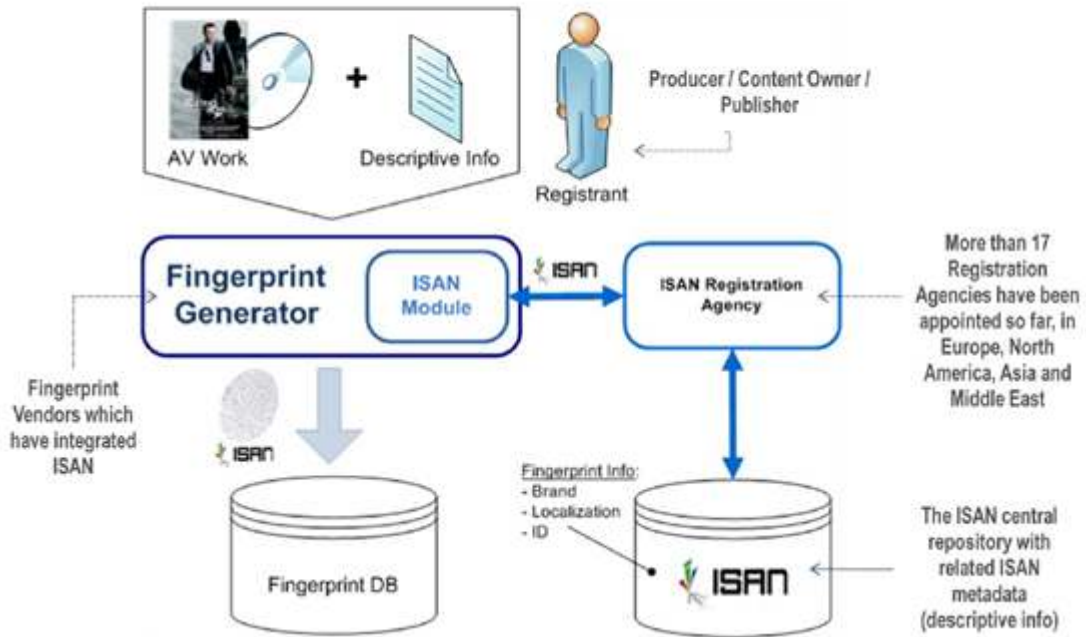 AV Work
+
Descriptive Info
Registrant
Producer / Content Owner /
Publisher
Fingerprint
Generator
ISAN
Module
ISAN
ISAN Registration
Agency
More than 17
Registration
Agencies have been
appointed so far, in
Europe, North
America, Asia and
Middle East
Fingerprint
Vendors which
have integrated
ISAN
ISAN
Fingerprint Info:
- Brand
- Localization
- ID
Fingerprint DB
ISAN
The ISAN central
repository with
related ISAN
metadata
(descriptive info)